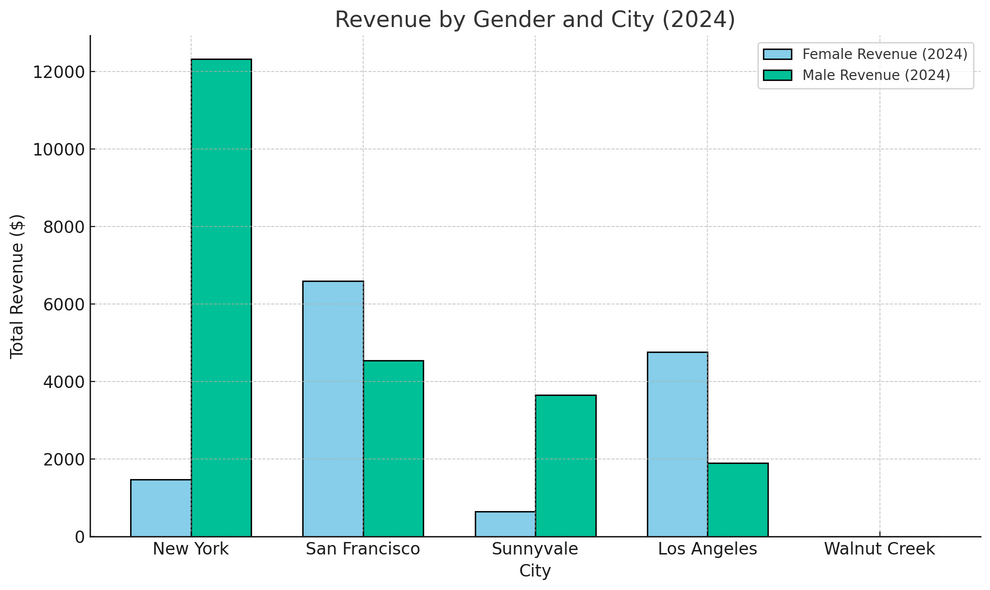 Revenue by Gender and City (2024)
Female Revenue (2024)
Male Revenue (2024)
Total Revenue ($)
12000
10000
8000
6000
4000
2000
0
New York San Francisco Sunnyvale Los Angeles Walnut Creek
City